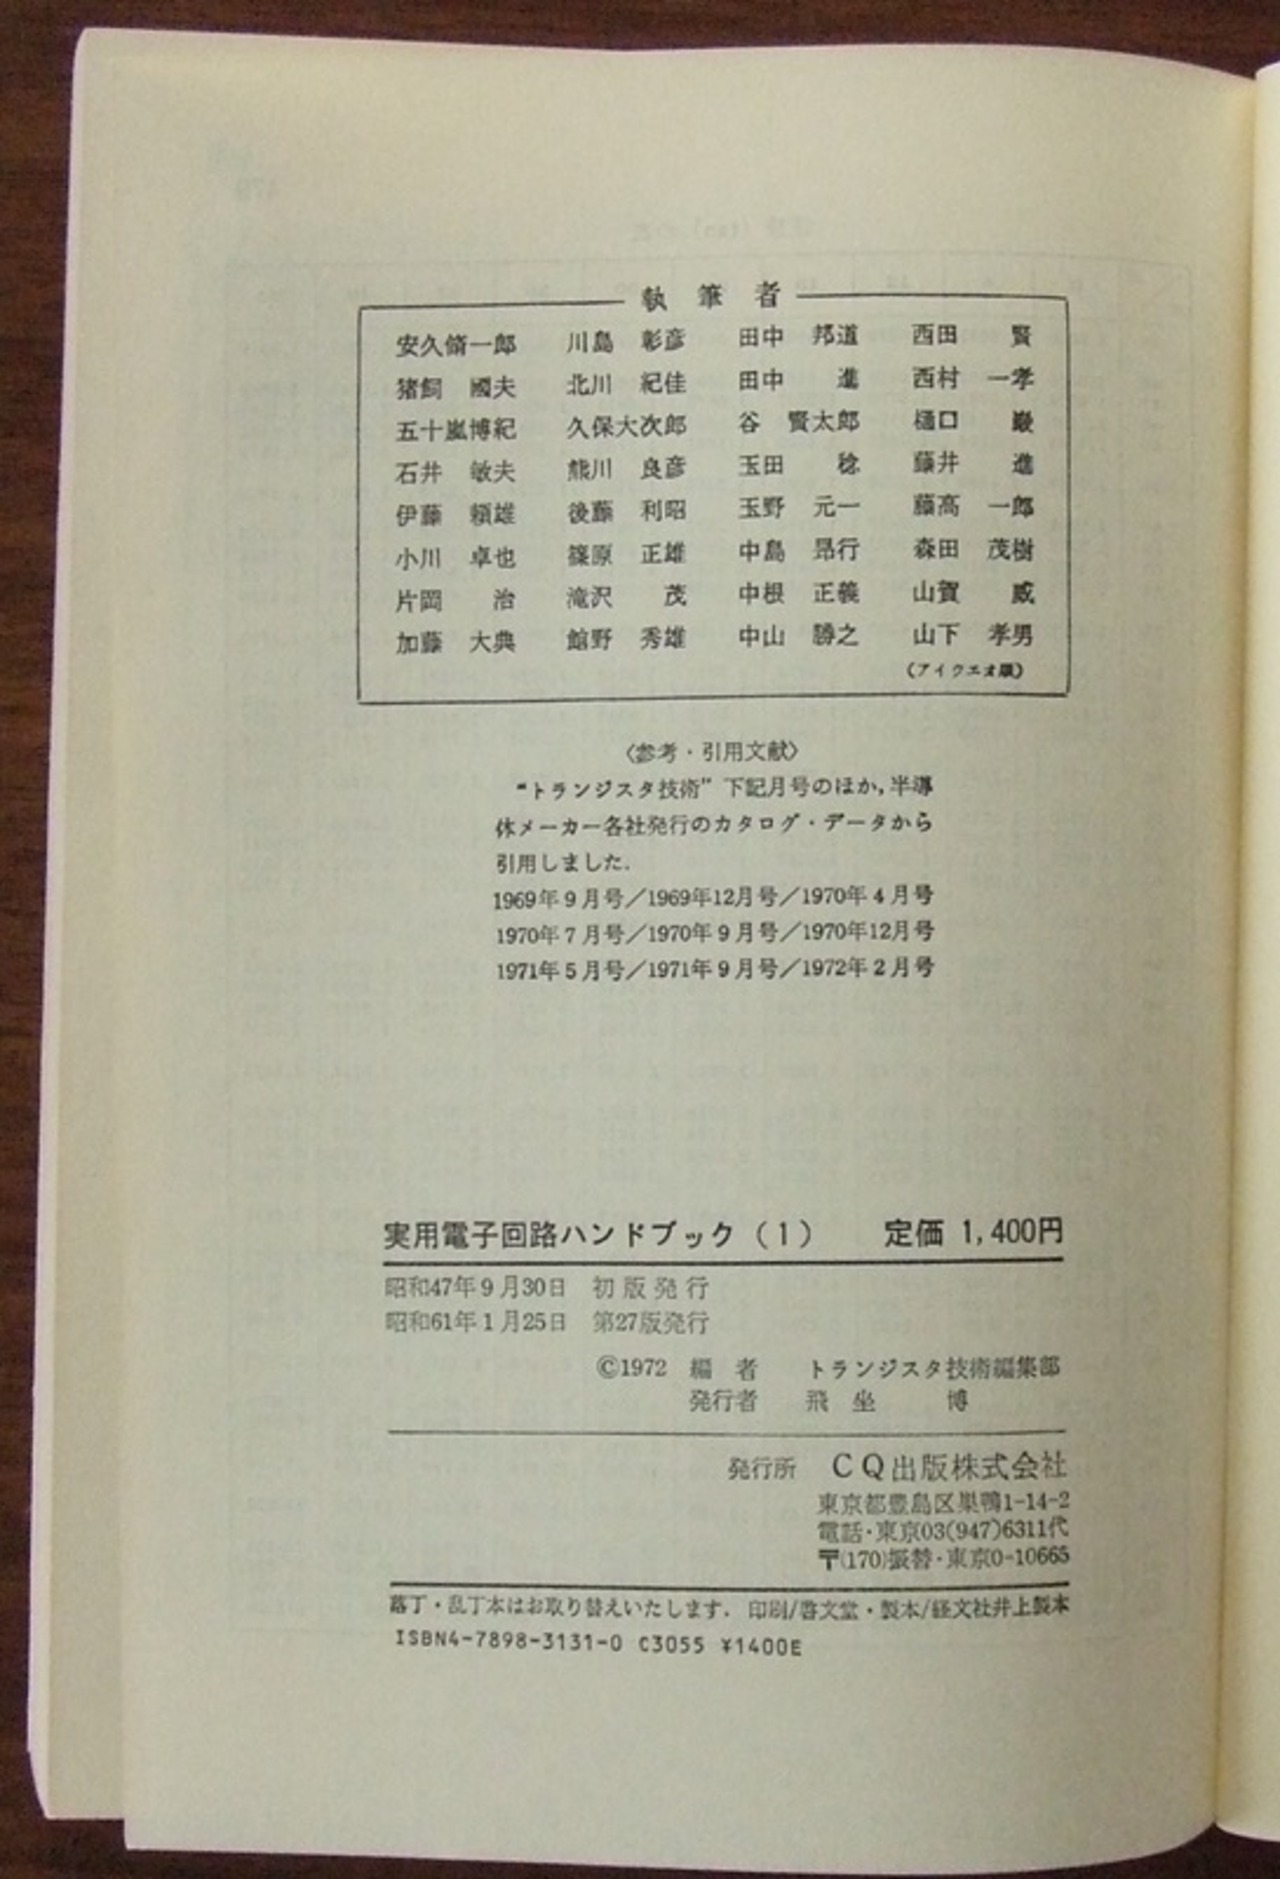 執筆者
安久脩一郎 川島 彰彦 田中 邦道 西田 賢
猪飼 國夫 北川 紀佳 田中 進 西村 一孝
五十嵐博紀 久保大次郎 谷 賢太郎 樋口 巌
石井 敏夫 熊川 良彦 玉田 稔 藤井 進
伊藤 頼雄 後藤 利昭 玉野 元一 藤高 一郎
小川 卓也 篠原 正雄 中島 昂行 森田 茂樹
片岡 治 滝沢 茂 中根 正義 山賀 威
加藤 大典 館野 秀雄 中山 勝之 山下 孝男
(アイウエオ順)
〈参考・引用文献〉
“トランジスタ技術” 下記月号のほか,半導
体メーカー各社発行のカタログ・データから
引用しました.
1969年9月号/1969年12月号/1970年4月号
1970年7月号/1970年9月号/1970年12月号
1971年5月号/1971年9月号/1972年2月号
実用電子回路ハンドブック(1) 定価 1,400円
昭和47年9月30日 初版発行
昭和61年1月25日 第27版発行
©1972 編者 トランジスタ技術編集部
発行者 飛坐 博
発行所 CQ出版株式会社
東京都豊島区巣鴨1-14-2
電話・東京03(947)6311代
〒(170)振替・東京0-10665
落丁・乱丁本はお取り替えいたします. 印刷/啓文堂・製本/経文社井上製本
ISBN4-7898-3131-0 C3055 ¥1400E